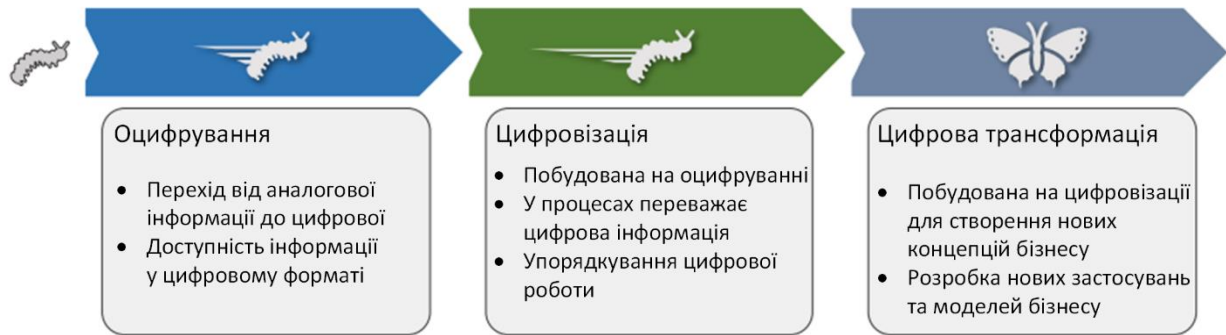 Оцифрування
• Перехід від аналогової
інформації до цифрової
• Доступність інформації
у цифровому форматі
Цифровізація
• Побудована на оцифруванні
• У процесах переважає
цифрова інформація
• Упорядкування цифрової
роботи
Цифрова трансформація
• Побудована на цифровізації
для створення нових
концепцій бізнесу
• Розробка нових застосувань
та моделей бізнесу